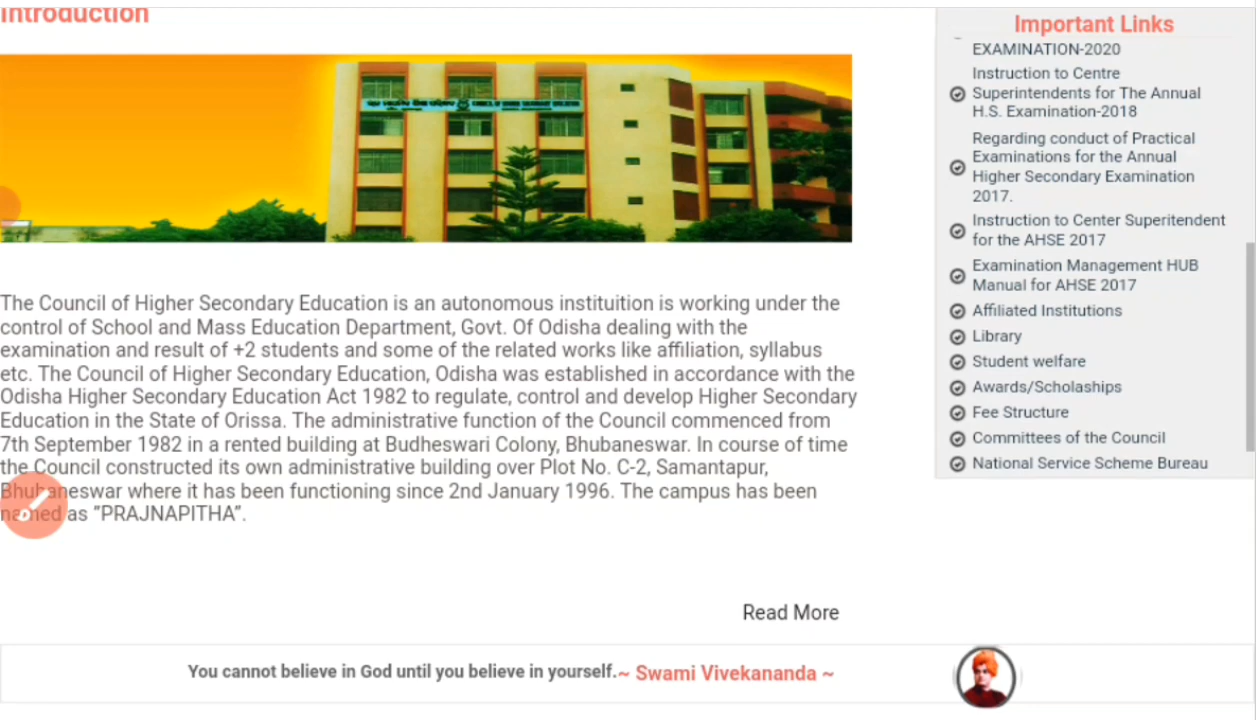 Introduction
The Council of Higher Secondary Education is an autonomous instituition is working under the
control of School and Mass Education Department, Govt. Of Odisha dealing with the
examination and result of +2 students and some of the related works like affiliation, syllabus
etc. The Council of Higher Secondary Education, Odisha was established in accordance with the
Odisha Higher Secondary Education Act 1982 to regulate, control and develop Higher Secondary
Education in the State of Orissa. The administrative function of the Council commenced from
7th September 1982 in a rented building at Budheswari Colony, Bhubaneswar. In course of time
the Council constructed its own administrative building over Plot No. C-2, Samantapur,
Bhubaneswar where it has been functioning since 2nd January 1996. The campus has been
named as “PRAJNAPITHA”.
Read More
Important Links
EXAMINATION-2020
Instruction to Centre
Superintendents for The Annual
H.S. Examination-2018
Regarding conduct of Practical
Examinations for the Annual
Higher Secondary Examination
2017.
Instruction to Center Superitendent
for the AHSE 2017
Examination Management HUB
Manual for AHSE 2017
Affiliated Institutions
Library
Student welfare
Awards/Scholaships
Fee Structure
Committees of the Council
National Service Scheme Bureau
You cannot believe in God until you believe in yourself.~ Swami Vivekananda ~